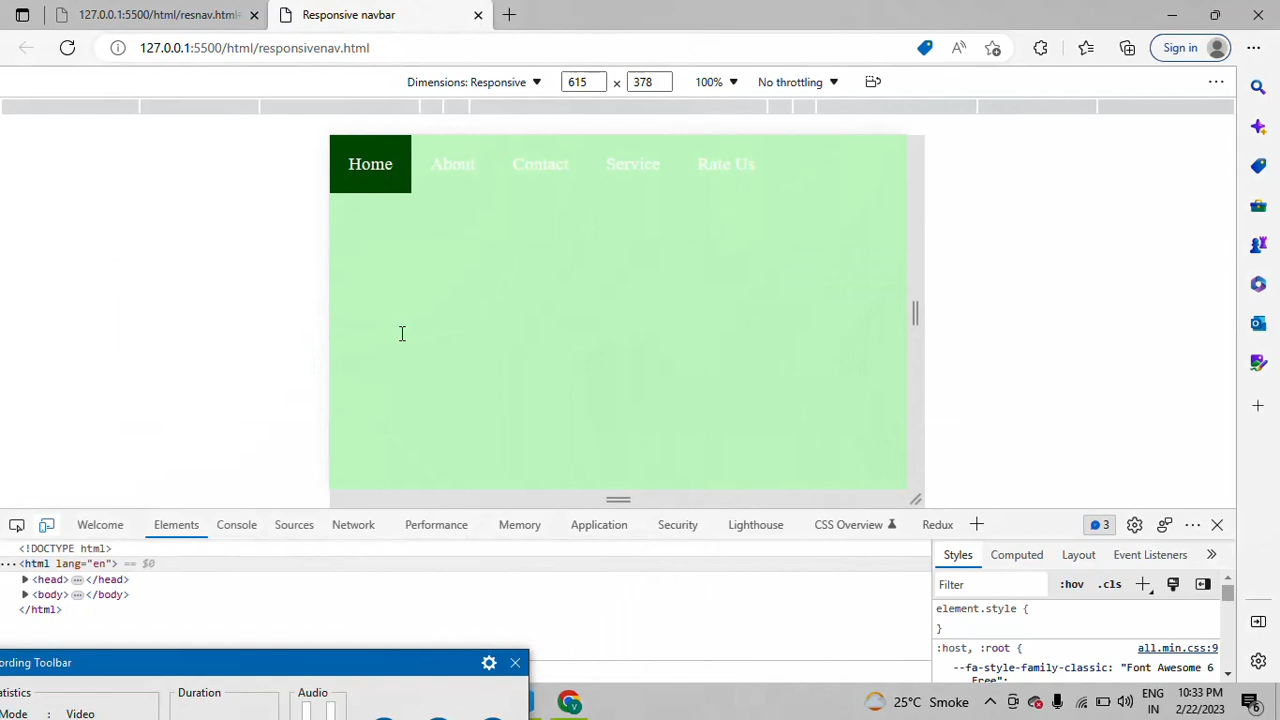 127.0.0.1:5500/html/resnav.html
Responsive navbar
127.0.0.1:5500/html/responsivenav.html
Sign in
Dimensions: Responsive
615 × 378
100%
No throttling
Home
About
Contact
Service
Rate Us
Welcome
Elements
Console
Sources
Network
Performance
Memory
Application
Security
Lighthouse
CSS Overview
Redux
3
<!DOCTYPE html>
<html lang="en"> == $0
<head> ••• </head>
<body> ••• </body>
</html>
Styles
Computed
Layout
Event Listeners
Filter
:hov .cls
element.style {
}
:host, :root {
all.min.css:9
--fa-style-family-classic: "Font Awesome 6
Free";
ording Toolbar
tatistics
Duration
Audio
Mode : Video
25°C Smoke
ENG
IN
10:33 PM
2/22/2023
6